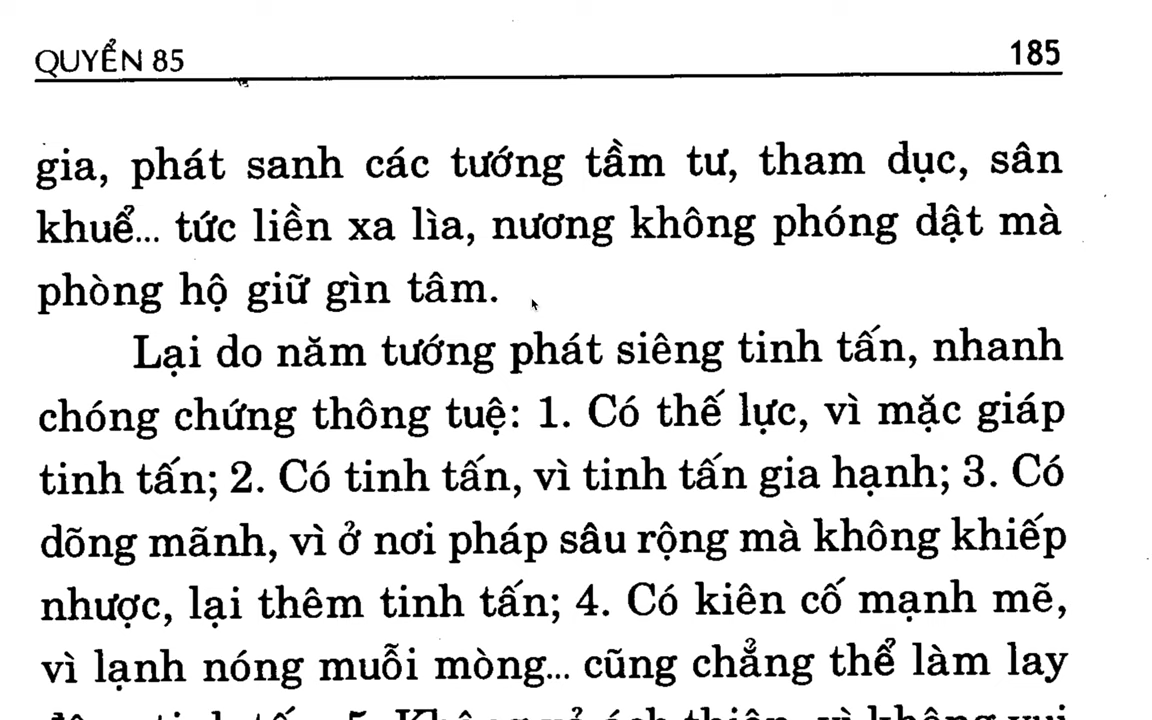 QUYỂN 85 185
gia, phát sanh các tướng tầm tư, tham dục, sân
khuể... tức liền xa lìa, nương không phóng dật mà
phòng hộ giữ gìn tâm.
Lại do năm tướng phát siêng tinh tấn, nhanh
chóng chứng thông tuệ: 1. Có thế lực, vì mặc giáp
tinh tấn; 2. Có tinh tấn, vì tinh tấn gia hạnh; 3. Có
dõng mãnh, vì ở nơi pháp sâu rộng mà không khiếp
nhược, lại thêm tinh tấn; 4. Có kiên cố mạnh mẽ,
vì lạnh nóng muỗi mòng... cũng chẳng thể làm lay